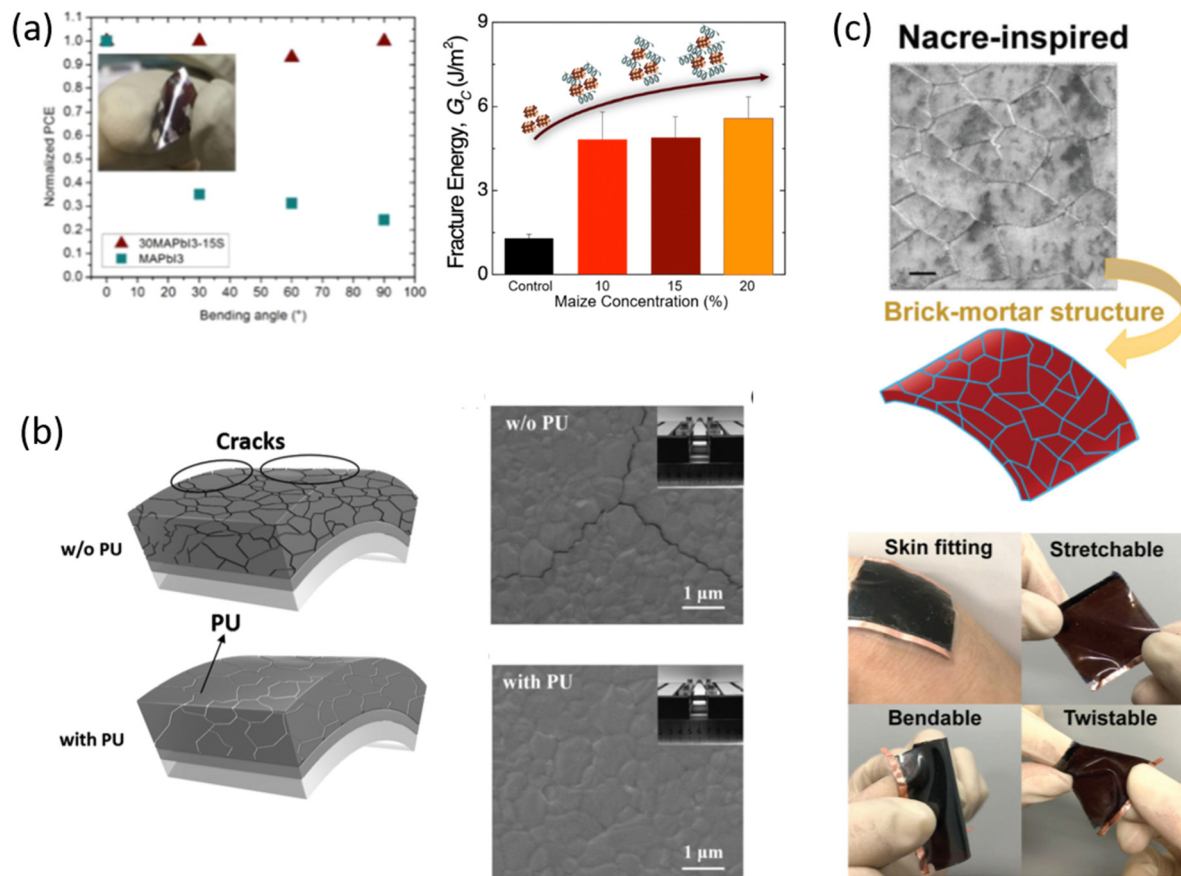 (a)
1.1
1.0
0.9
0.8
0.7
0.6
0.5
0.4
0.3
0.2
0.1
0.0
Normalized PCE
30MAPbI3-15S
MAPbI3
0 10 20 30 40 50 60 70 80 90 100
Bending angle (°)
Fracture Energy, G_C (J/m²)
9
6
3
0
Control 10 15 20
Maize Concentration (%)
(c)
Nacre-inspired
Brick-mortar structure
(b)
Cracks
w/o PU
PU
with PU
w/o PU
1 μm
with PU
1 μm
Skin fitting
Stretchable
Bendable
Twistable